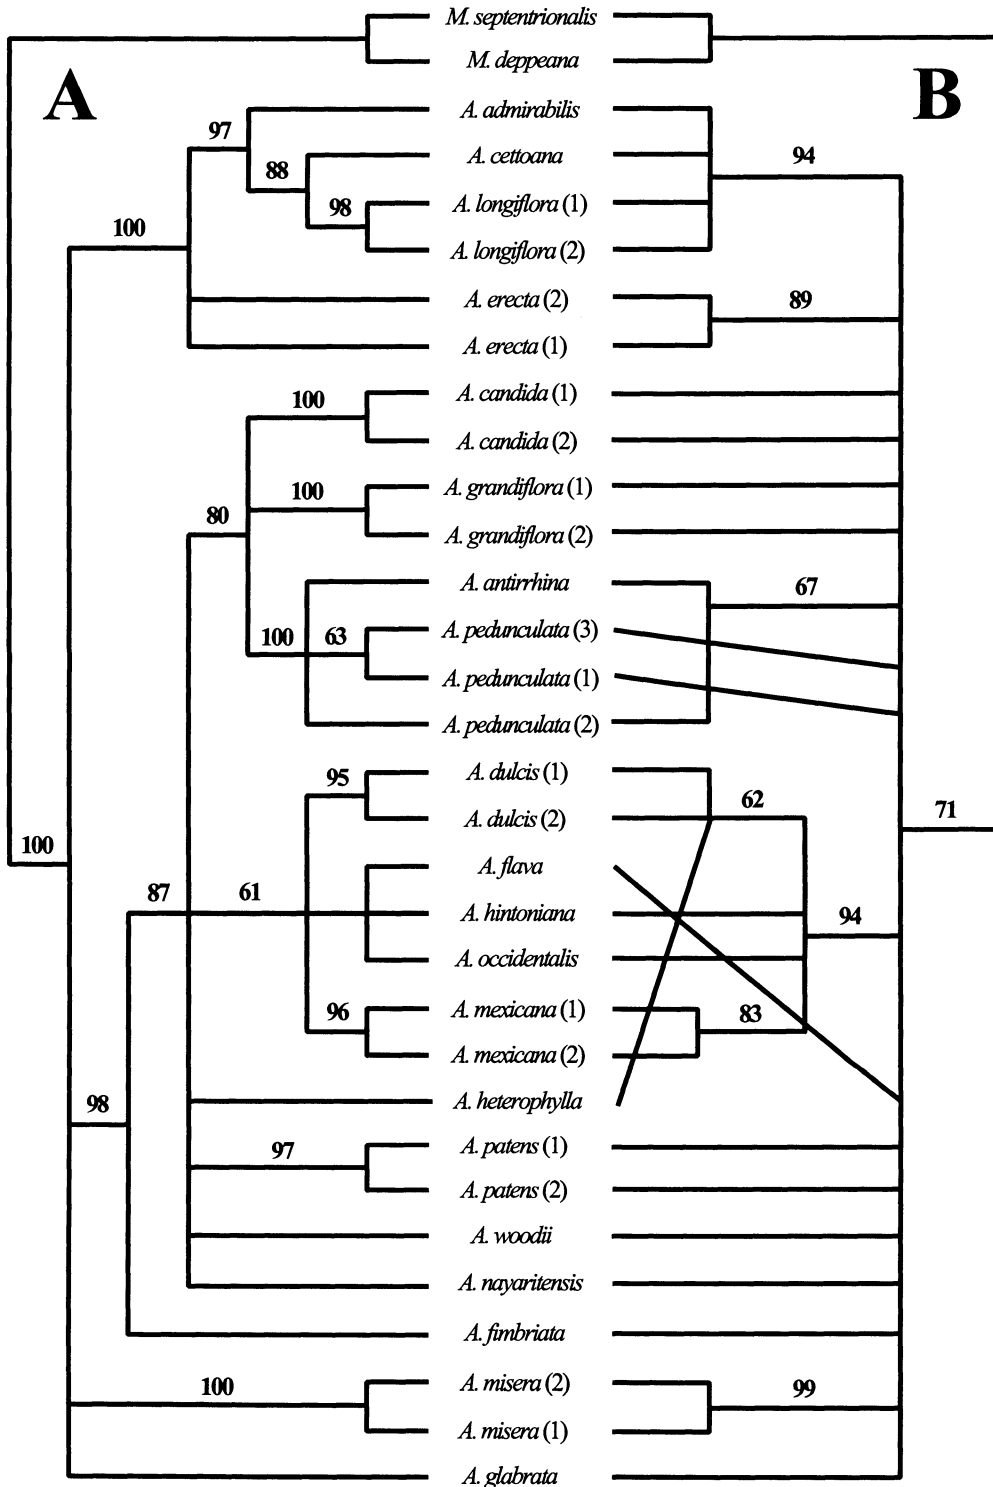 M. septentrionalis
M. deppeana
A
B
A. admirabilis
97
A. cettoana
94
88
A. longiflora (1)
98
100
A. longiflora (2)
A. erecta (2)
89
A. erecta (1)
A. candida (1)
100
A. candida (2)
A. grandiflora (1)
100
80
A. grandiflora (2)
A. antirrhina
67
A. pedunculata (3)
100
63
A. pedunculata (1)
A. pedunculata (2)
A. dulcis (1)
95
62
A. dulcis (2)
71
100
A. flava
87
61
A. hintoniana
94
A. occidentalis
A. mexicana (1)
96
83
A. mexicana (2)
98
A. heterophylla
A. patens (1)
97
A. patens (2)
A. woodii
A. nayaritensis
A. fimbriata
A. misera (2)
100
99
A. misera (1)
A. glabrata